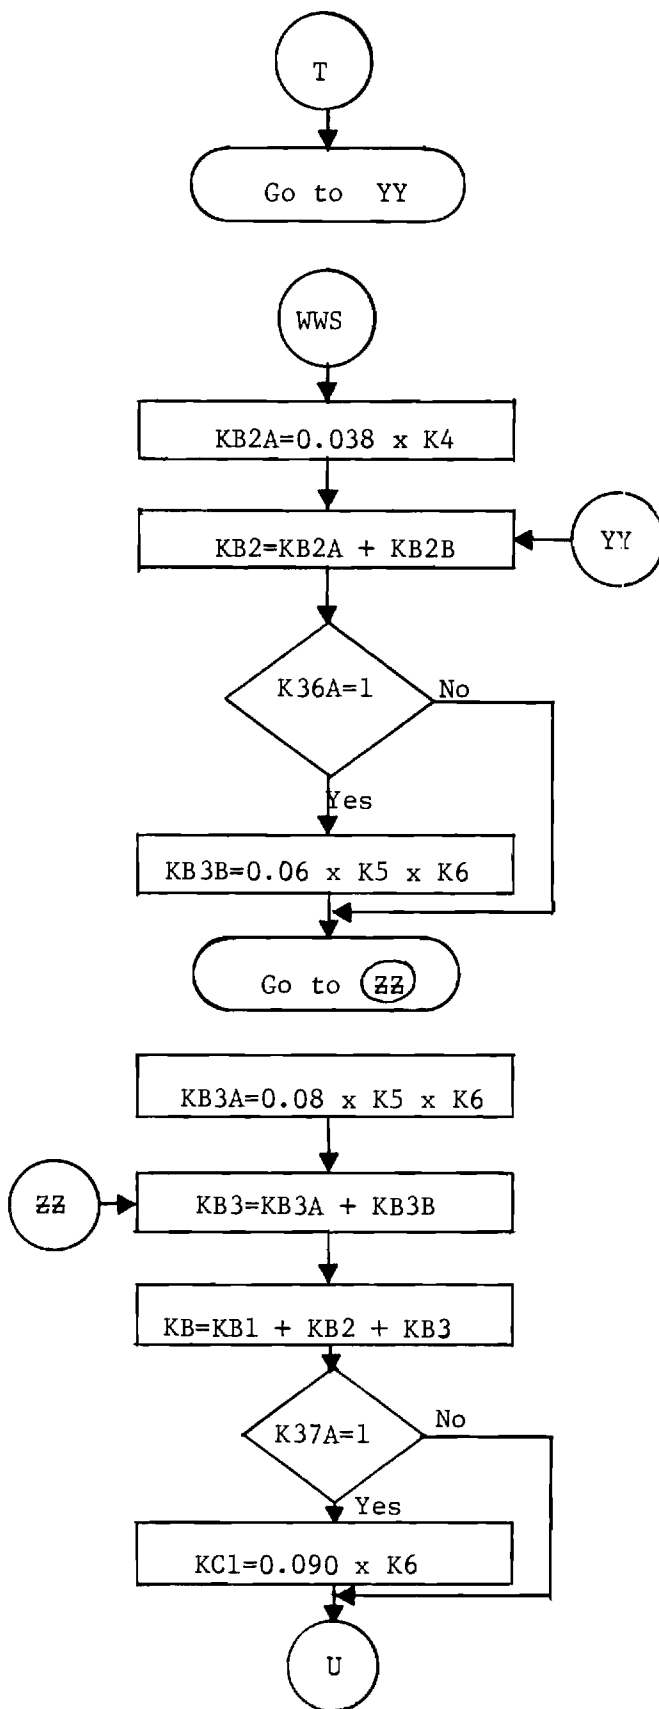 T
Go to YY
WWS
KB2A=0.038 x K4
KB2=KB2A + KB2B
YY
K36A=1
No
Yes
KB3B=0.06 x K5 x K6
Go to ZZ
KB3A=0.08 x K5 x K6
ZZ
KB3=KB3A + KB3B
KB=KB1 + KB2 + KB3
K37A=1
No
Yes
KC1=0.090 x K6
U